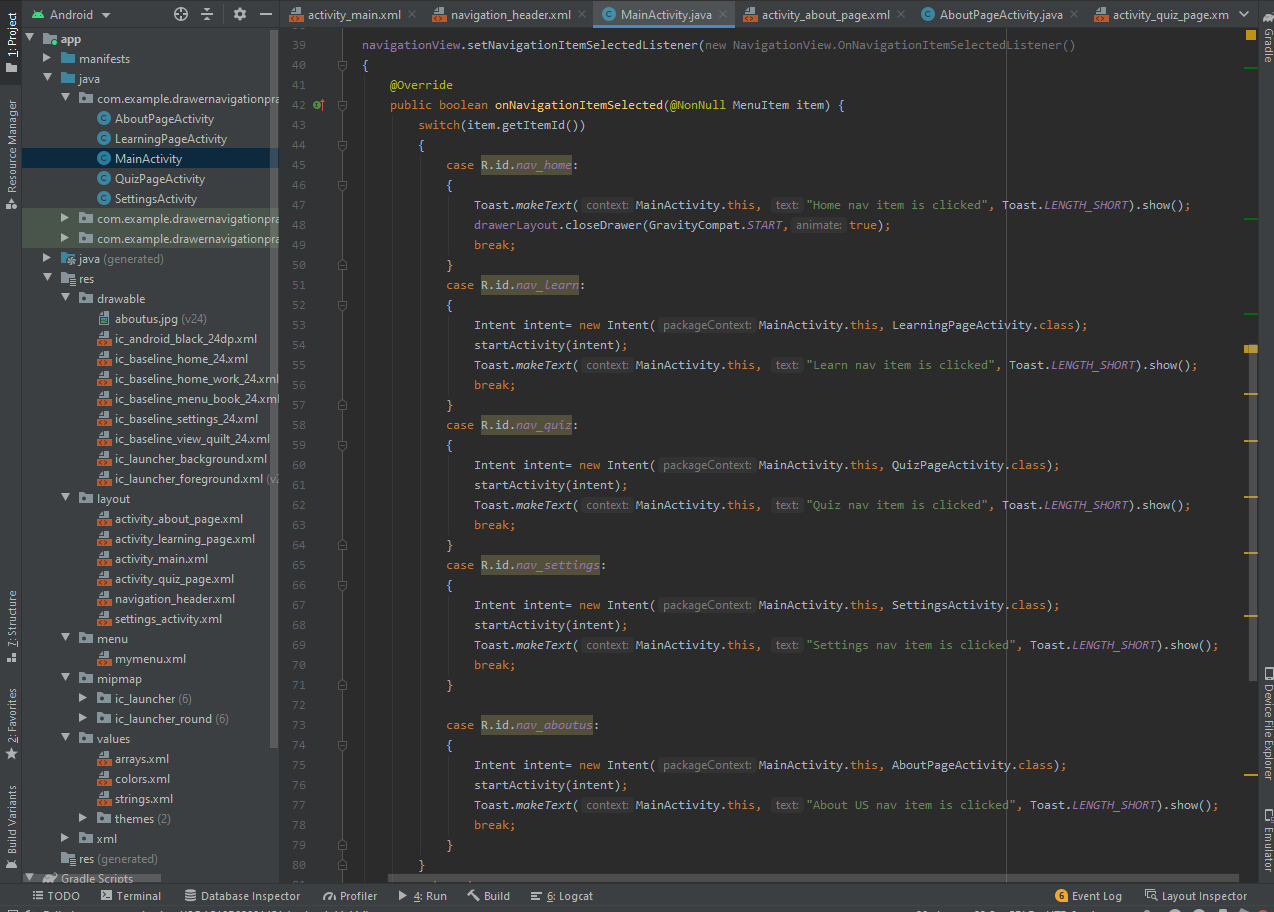 Android
activity_main.xml
navigation_header.xml
MainActivity.java
activity_about_page.xml
AboutPageActivity.java
activity_quiz_page.xm
1: Project
Resource Manager
7: Structure
2: Favorites
Build Variants
app
manifests
java
com.example.drawernavigationpra
AboutPageActivity
LearningPageActivity
MainActivity
QuizPageActivity
SettingsActivity
com.example.drawernavigationpra
com.example.drawernavigationpra
java (generated)
res
drawable
aboutus.jpg (v24)
ic_android_black_24dp.xml
ic_baseline_home_24.xml
ic_baseline_home_work_24.xml
ic_baseline_menu_book_24.xml
ic_baseline_settings_24.xml
ic_baseline_view_quilt_24.xml
ic_launcher_background.xml
ic_launcher_foreground.xml (v2
layout
activity_about_page.xml
activity_learning_page.xml
activity_main.xml
activity_quiz_page.xml
navigation_header.xml
settings_activity.xml
menu
mymenu.xml
mipmap
ic_launcher (6)
ic_launcher_round (6)
values
arrays.xml
colors.xml
strings.xml
themes (2)
xml
res (generated)
Gradle Scripts
39 navigationView.setNavigationItemSelectedListener(new NavigationView.OnNavigationItemSelectedListener()
40 {
41 @Override
42 public boolean onNavigationItemSelected(@NonNull MenuItem item) {
43 switch(item.getItemId())
44 {
45 case R.id.nav_home:
46 {
47 Toast.makeText( context: MainActivity.this, text: "Home nav item is clicked", Toast.LENGTH_SHORT).show();
48 drawerLayout.closeDrawer(GravityCompat.START, animate: true);
49 break;
50 }
51 case R.id.nav_learn:
52 {
53 Intent intent= new Intent( packageContext: MainActivity.this, LearningPageActivity.class);
54 startActivity(intent);
55 Toast.makeText( context: MainActivity.this, text: "Learn nav item is clicked", Toast.LENGTH_SHORT).show();
56 break;
57 }
58 case R.id.nav_quiz:
59 {
60 Intent intent= new Intent( packageContext: MainActivity.this, QuizPageActivity.class);
61 startActivity(intent);
62 Toast.makeText( context: MainActivity.this, text: "Quiz nav item is clicked", Toast.LENGTH_SHORT).show();
63 break;
64 }
65 case R.id.nav_settings:
66 {
67 Intent intent= new Intent( packageContext: MainActivity.this, SettingsActivity.class);
68 startActivity(intent);
69 Toast.makeText( context: MainActivity.this, text: "Settings nav item is clicked", Toast.LENGTH_SHORT).show();
70 break;
71 }
72
73 case R.id.nav_aboutus:
74 {
75 Intent intent= new Intent( packageContext: MainActivity.this, AboutPageActivity.class);
76 startActivity(intent);
77 Toast.makeText( context: MainActivity.this, text: "About US nav item is clicked", Toast.LENGTH_SHORT).show();
78 break;
79 }
80 }
Gradle
Device File Explorer
Emulator
TODO
Terminal
Database Inspector
Profiler
4: Run
Build
6: Logcat
6 Event Log
Layout Inspector